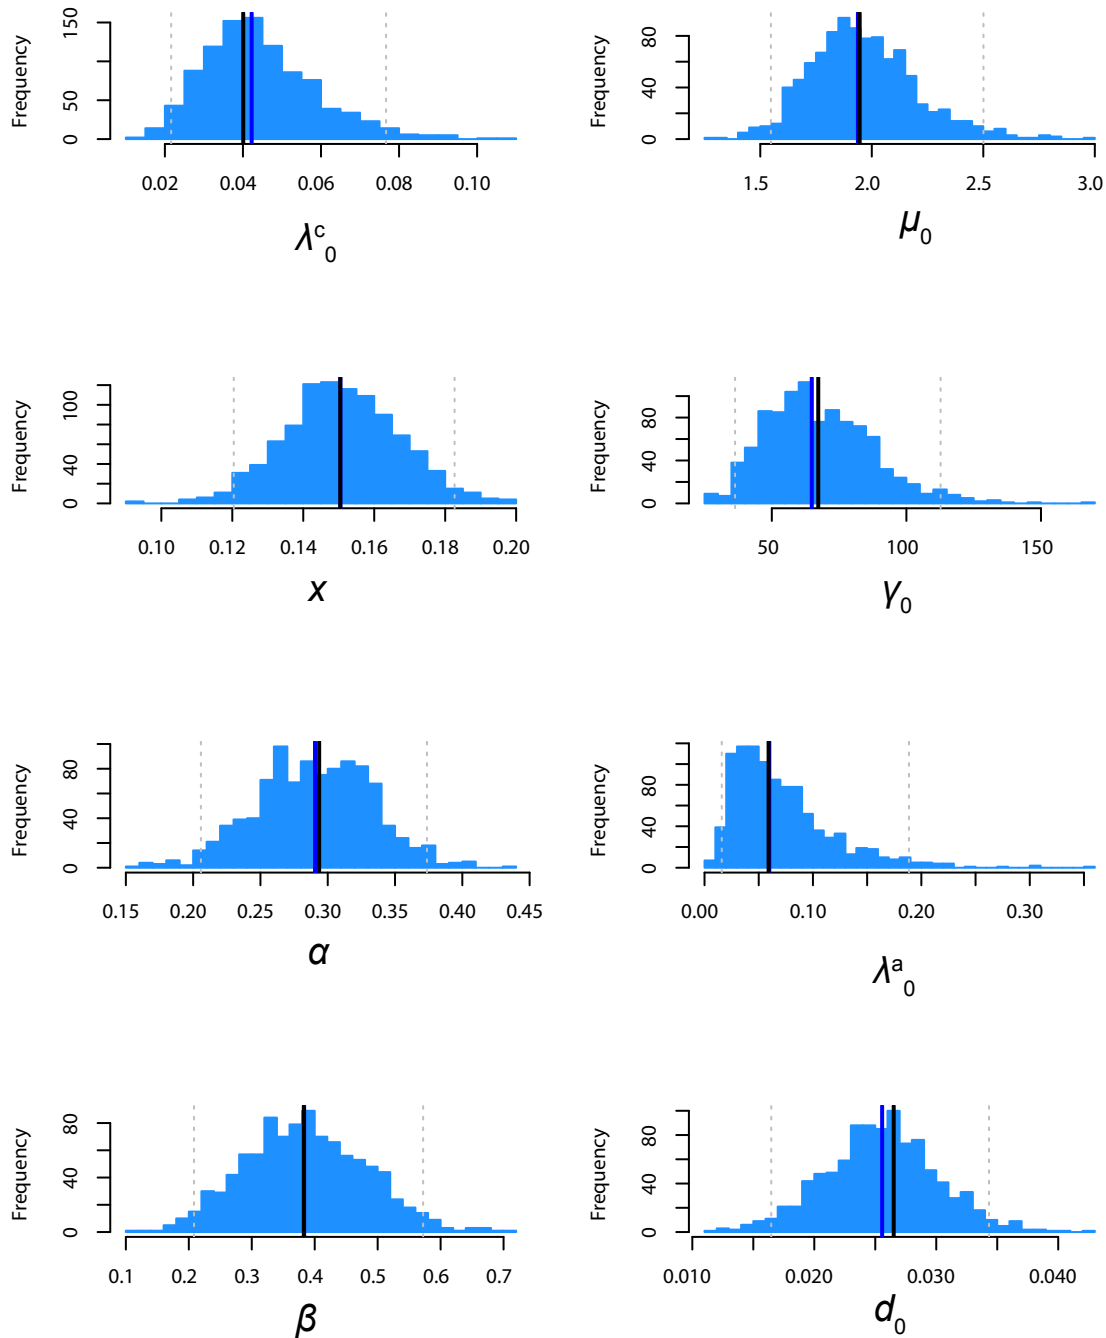 Frequency
0 50 150
0.02 0.04 0.06 0.08 0.10
λᶜ₀
Frequency
0 40 80
1.5 2.0 2.5 3.0
μ₀
Frequency
0 40 100
0.10 0.12 0.14 0.16 0.18 0.20
x
Frequency
0 40 80
50 100 150
γ₀
Frequency
0 40 80
0.15 0.20 0.25 0.30 0.35 0.40 0.45
α
Frequency
0 40 80
0.00 0.10 0.20 0.30
λᵃ₀
Frequency
0 40 80
0.1 0.2 0.3 0.4 0.5 0.6 0.7
β
Frequency
0 40 80
0.010 0.020 0.030 0.040
d₀